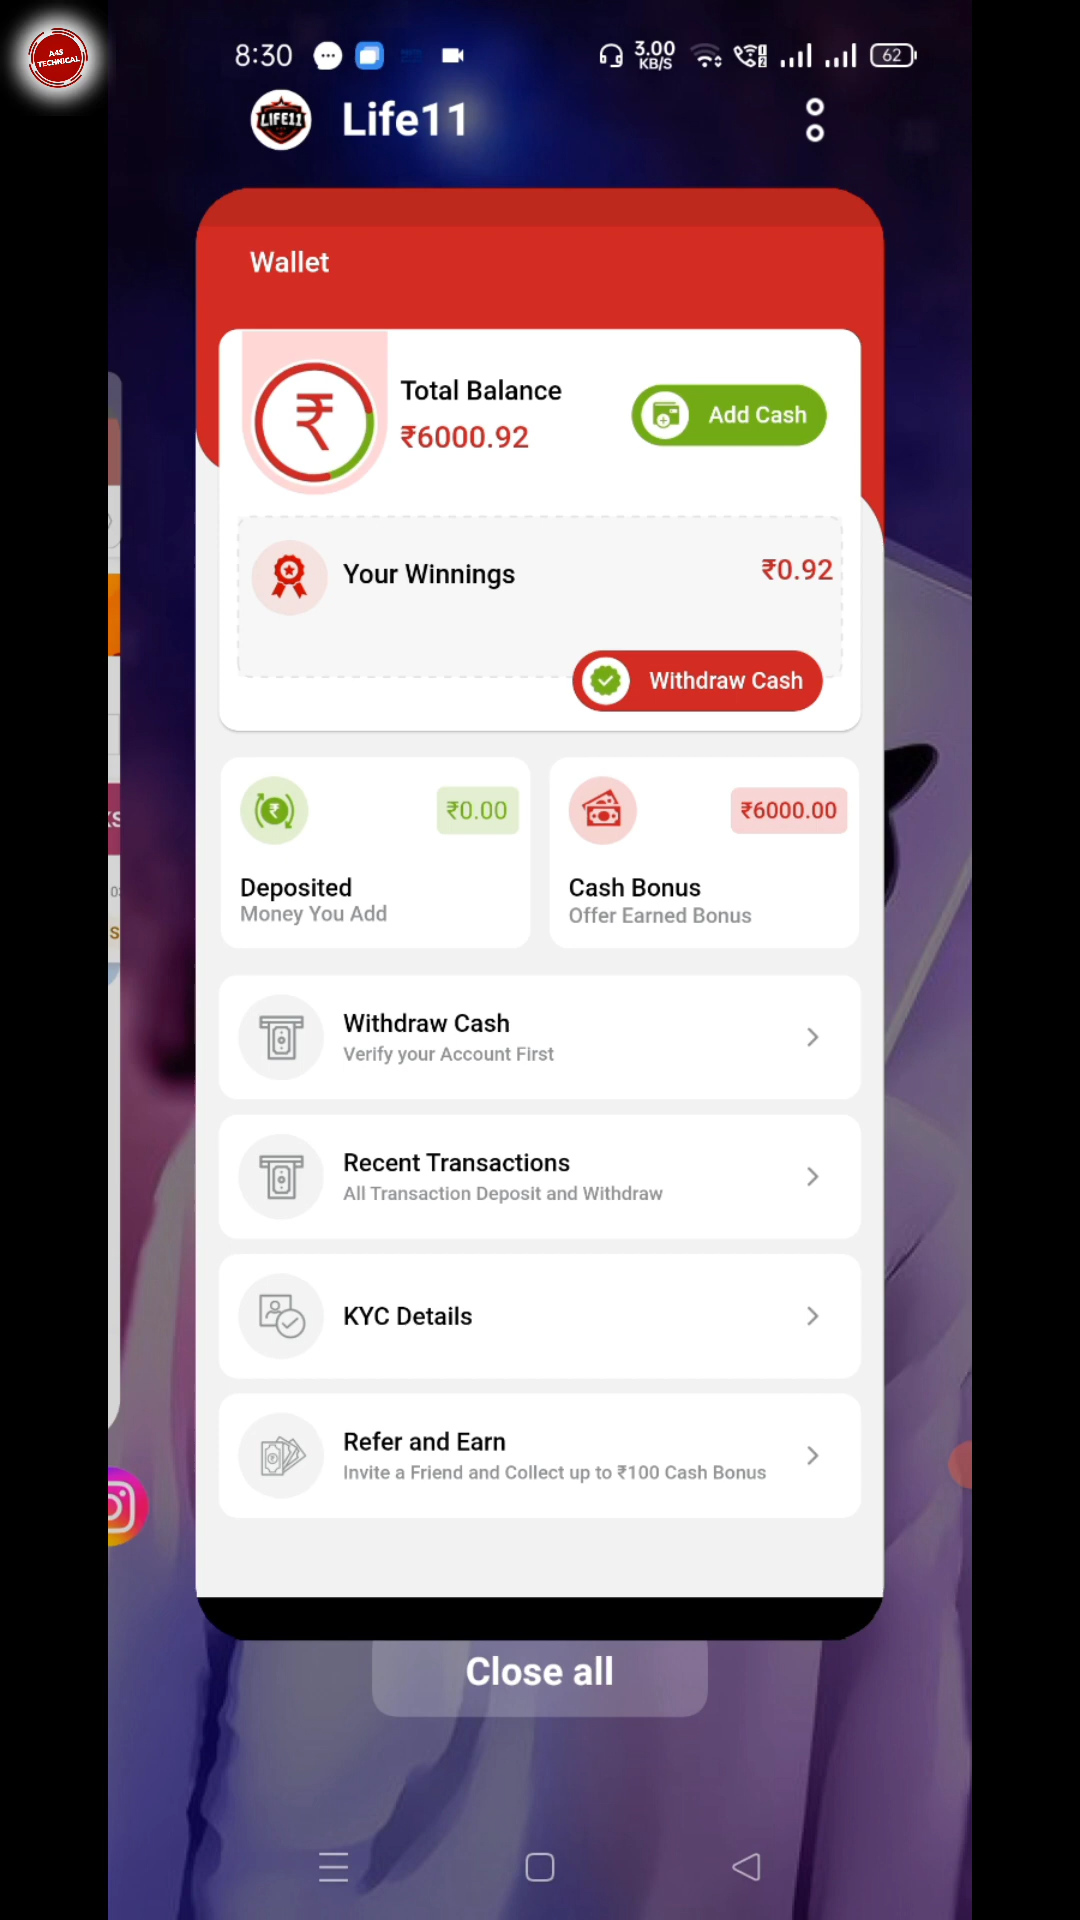 A4S
TECHNICAL
8:30
3.00
KB/S
62
LIFE11
Life11
Wallet
Total Balance
₹6000.92
Add Cash
Your Winnings
₹0.92
Withdraw Cash
₹0.00
Deposited
Money You Add
₹6000.00
Cash Bonus
Offer Earned Bonus
Withdraw Cash
Verify your Account First
Recent Transactions
All Transaction Deposit and Withdraw
KYC Details
Refer and Earn
Invite a Friend and Collect up to ₹100 Cash Bonus
Close all